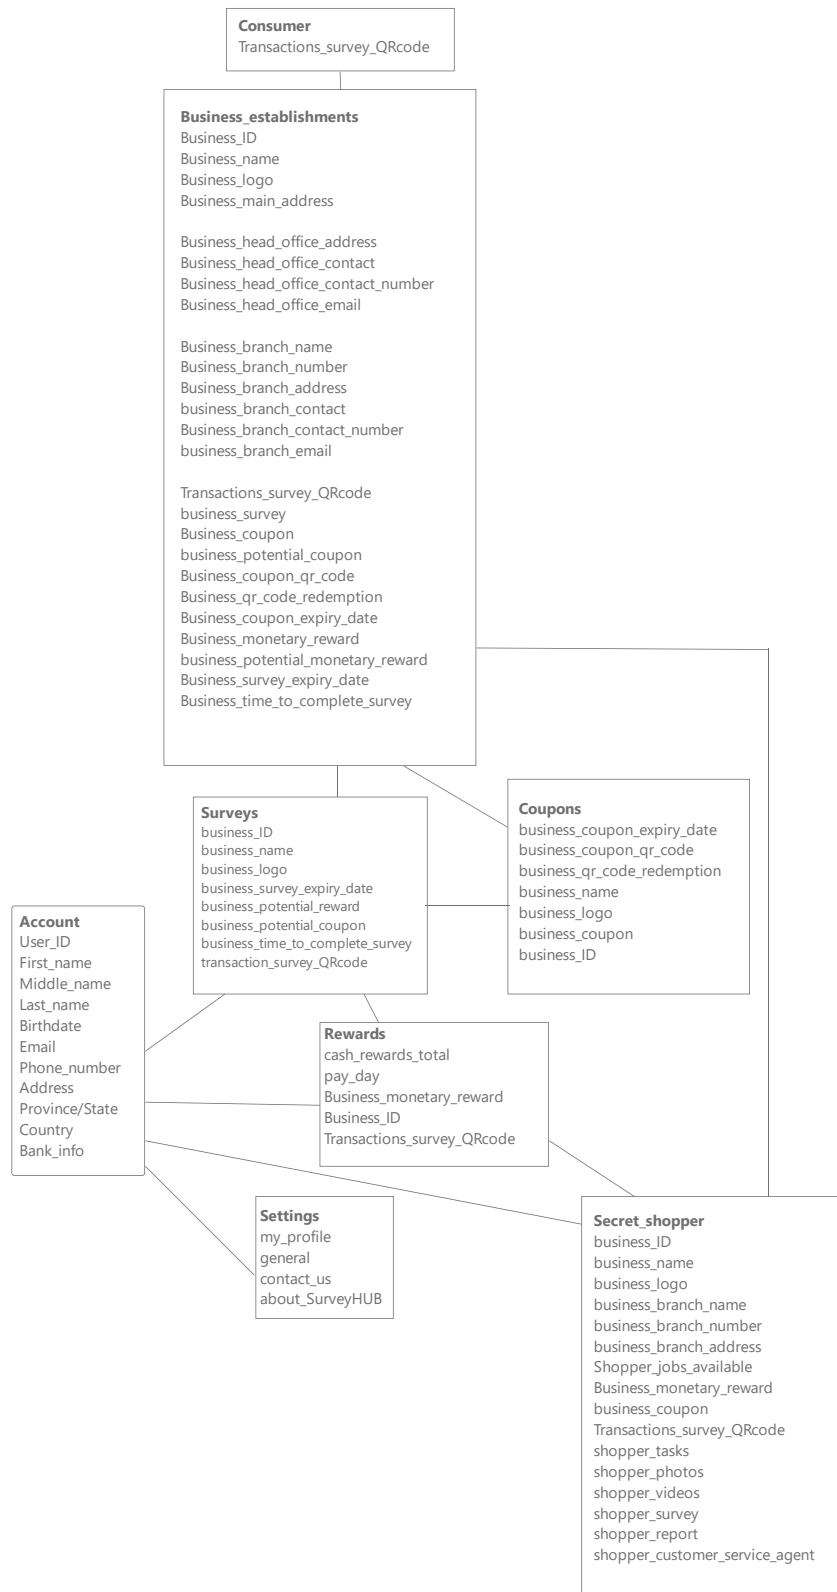 Consumer
Transactions_survey_QRcode
Business_establishments
Business_ID
Business_name
Business_logo
Business_main_address
Business_head_office_address
Business_head_office_contact
Business_head_office_contact_number
Business_head_office_email
Business_branch_name
Business_branch_number
Business_branch_address
business_branch_contact
Business_branch_contact_number
business_branch_email
Transactions_survey_QRcode
business_survey
Business_coupon
business_potential_coupon
Business_coupon_qr_code
Business_qr_code_redemption
Business_coupon_expiry_date
Business_monetary_reward
business_potential_monetary_reward
Business_survey_expiry_date
Business_time_to_complete_survey
Surveys
business_ID
business_name
business_logo
business_survey_expiry_date
business_potential_reward
business_potential_coupon
business_time_to_complete_survey
transaction_survey_QRcode
Coupons
business_coupon_expiry_date
business_coupon_qr_code
business_qr_code_redemption
business_name
business_logo
business_coupon
business_ID
Account
User_ID
First_name
Middle_name
Last_name
Birthdate
Email
Phone_number
Address
Province/State
Country
Bank_info
Rewards
cash_rewards_total
pay_day
Business_monetary_reward
Business_ID
Transactions_survey_QRcode
Settings
my_profile
general
contact_us
about_SurveyHUB
Secret_shopper
business_ID
business_name
business_logo
business_branch_name
business_branch_number
business_branch_address
Shopper_jobs_available
Business_monetary_reward
business_coupon
Transactions_survey_QRcode
shopper_tasks
shopper_photos
shopper_videos
shopper_survey
shopper_report
shopper_customer_service_agent